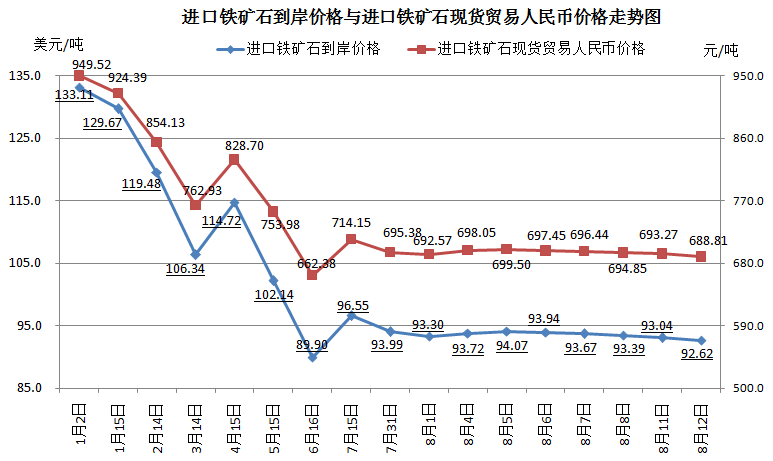 进口铁矿石到岸价格与进口铁矿石现货贸易人民币价格走势图
美元/吨
进口铁矿石到岸价格
进口铁矿石现货贸易人民币价格
元/吨
135.0
125.0
115.0
105.0
95.0
85.0
950.0
860.0
770.0
680.0
590.0
500.0
949.52
924.39
854.13
762.93
828.70
753.98
662.38
714.15
695.38
692.57
698.05
699.50
697.45
696.44
694.85
693.27
688.81
133.11
129.67
119.48
106.34
114.72
102.14
89.90
96.55
93.99
93.30
93.72
94.07
93.94
93.67
93.39
93.04
92.62
1月2日
1月15日
2月14日
3月14日
4月15日
5月15日
6月16日
7月15日
7月31日
8月1日
8月4日
8月5日
8月6日
8月7日
8月8日
8月11日
8月12日